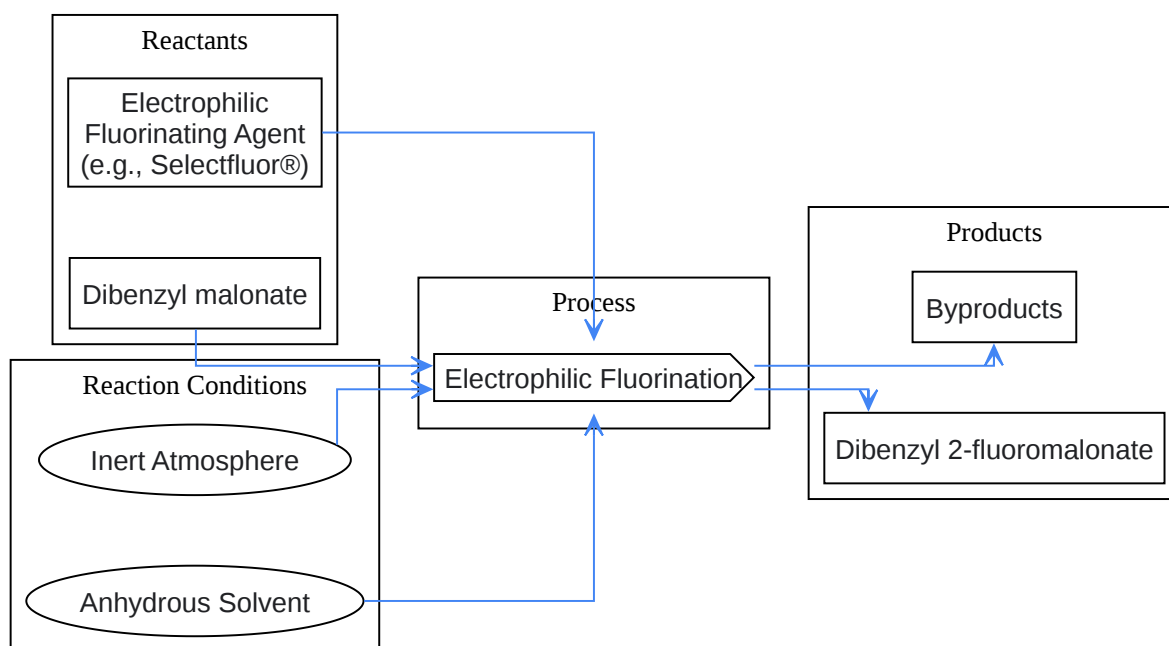 Reactants
Electrophilic
Fluorinating Agent
(e.g., Selectfluor®)
Dibenzyl malonate
Reaction Conditions
Inert Atmosphere
Anhydrous Solvent
Process
Electrophilic Fluorination
Products
Byproducts
Dibenzyl 2-fluoromalonate